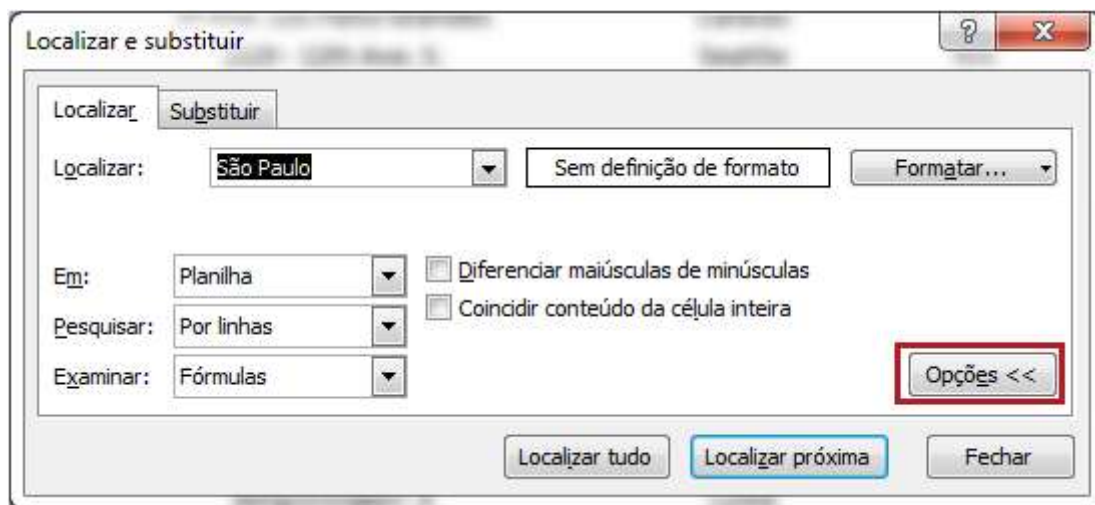 Localizar e substituir
Localizar
Substituir
Localizar: São Paulo Sem definição de formato Formatar...
Em: Planilha
Diferenciar maiúsculas de minúsculas
Pesquisar: Por linhas
Coincidir conteúdo da célula inteira
Examinar: Fórmulas
Opções <<
Localizar tudo Localizar próxima Fechar